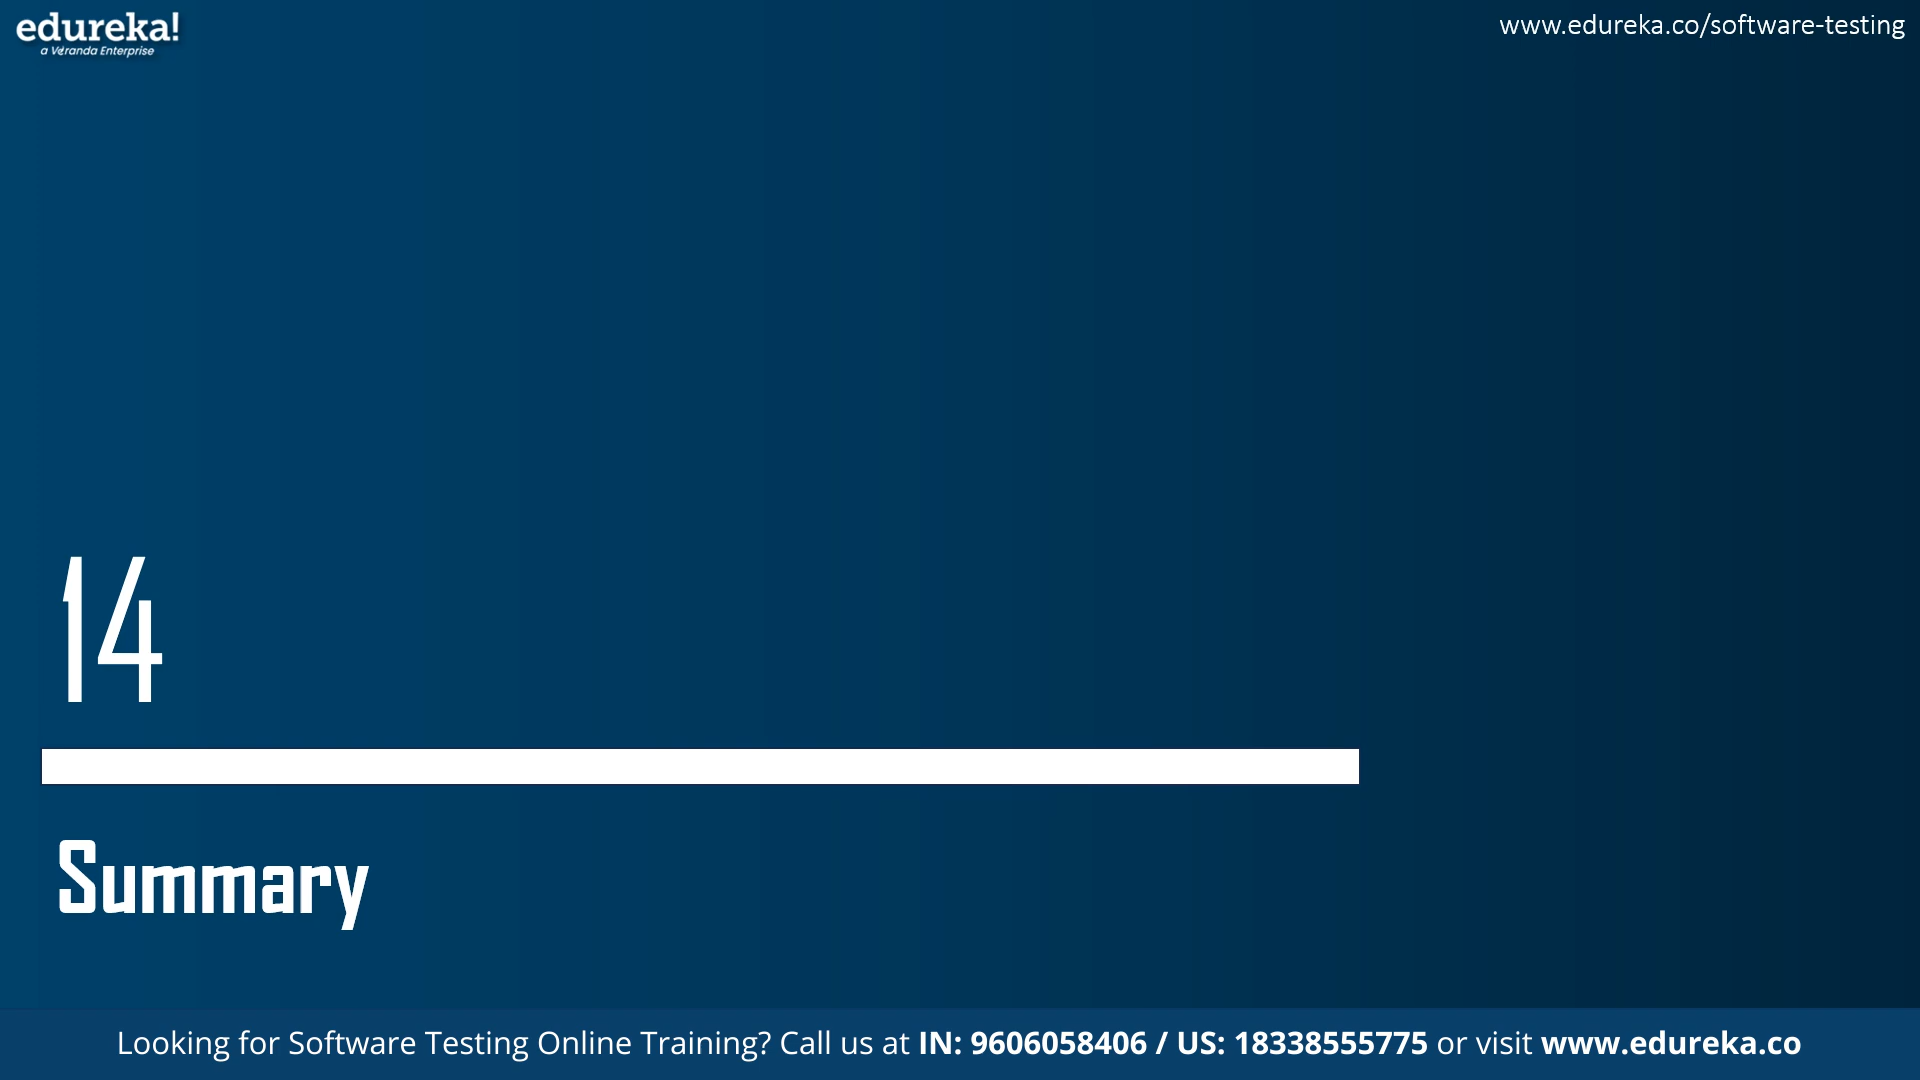 edureka!
a Veranda Enterprise
www.edureka.co/software-testing
14
Summary
Looking for Software Testing Online Training? Call us at IN: 9606058406 / US: 18338555775 or visit www.edureka.co